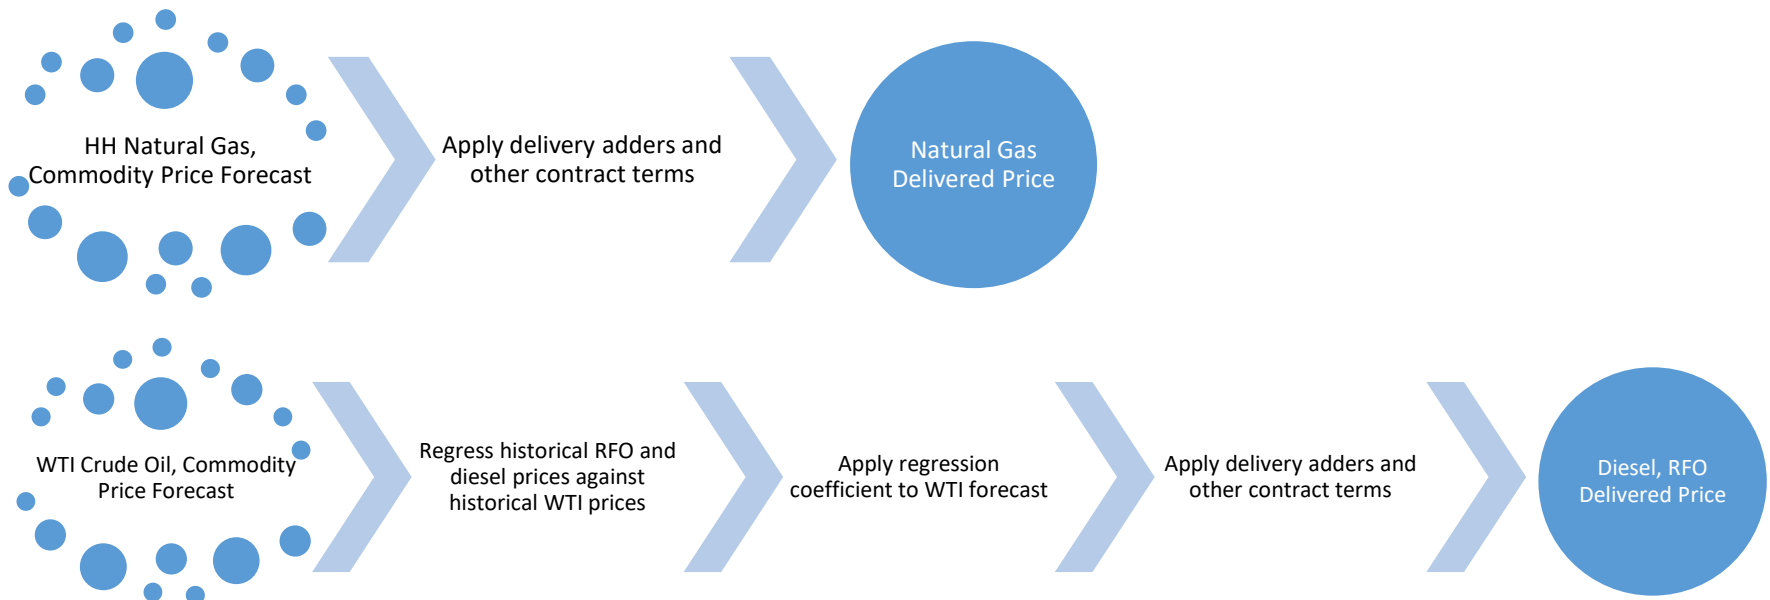 HH Natural Gas,
Commodity Price Forecast
Apply delivery adders and
other contract terms
Natural Gas
Delivered Price
WTI Crude Oil, Commodity
Price Forecast
Regress historical RFO and
diesel prices against
historical WTI prices
Apply regression
coefficient to WTI forecast
Apply delivery adders and
other contract terms
Diesel, RFO
Delivered Price